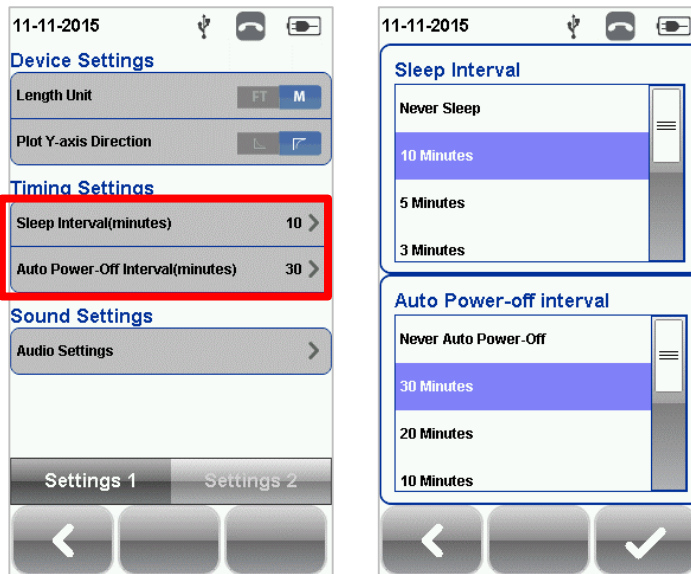 11-11-2015
Device Settings
Length Unit FT M
Plot Y-axis Direction
Timing Settings
Sleep Interval(minutes) 10
Auto Power-Off Interval(minutes) 30
Sound Settings
Audio Settings
Settings 1 Settings 2
11-11-2015
Sleep Interval
Never Sleep
10 Minutes
5 Minutes
3 Minutes
Auto Power-off interval
Never Auto Power-Off
30 Minutes
20 Minutes
10 Minutes